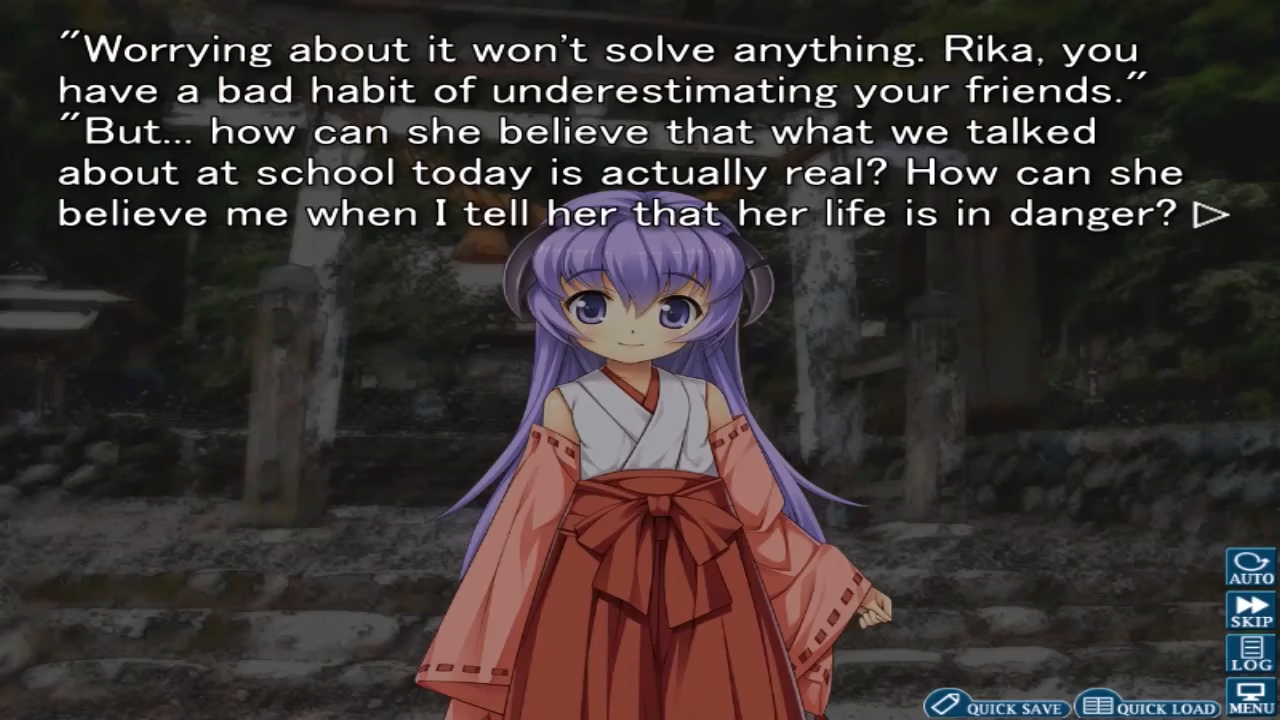 "Worrying about it won't solve anything. Rika, you
have a bad habit of underestimating your friends."
"But... how can she believe that what we talked
about at school today is actually real? How can she
believe me when I tell her that her life is in danger?
AUTO
SKIP
LOG
MENU
QUICK SAVE
QUICK LOAD